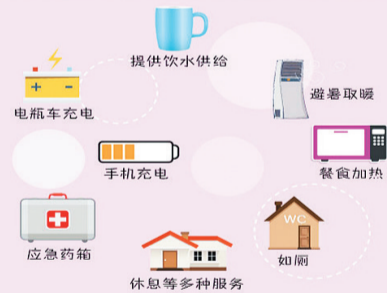 提供饮水供给
避暑取暖
电瓶车充电
手机充电
餐食加热
应急药箱
WC
如厕
休息等多种服务